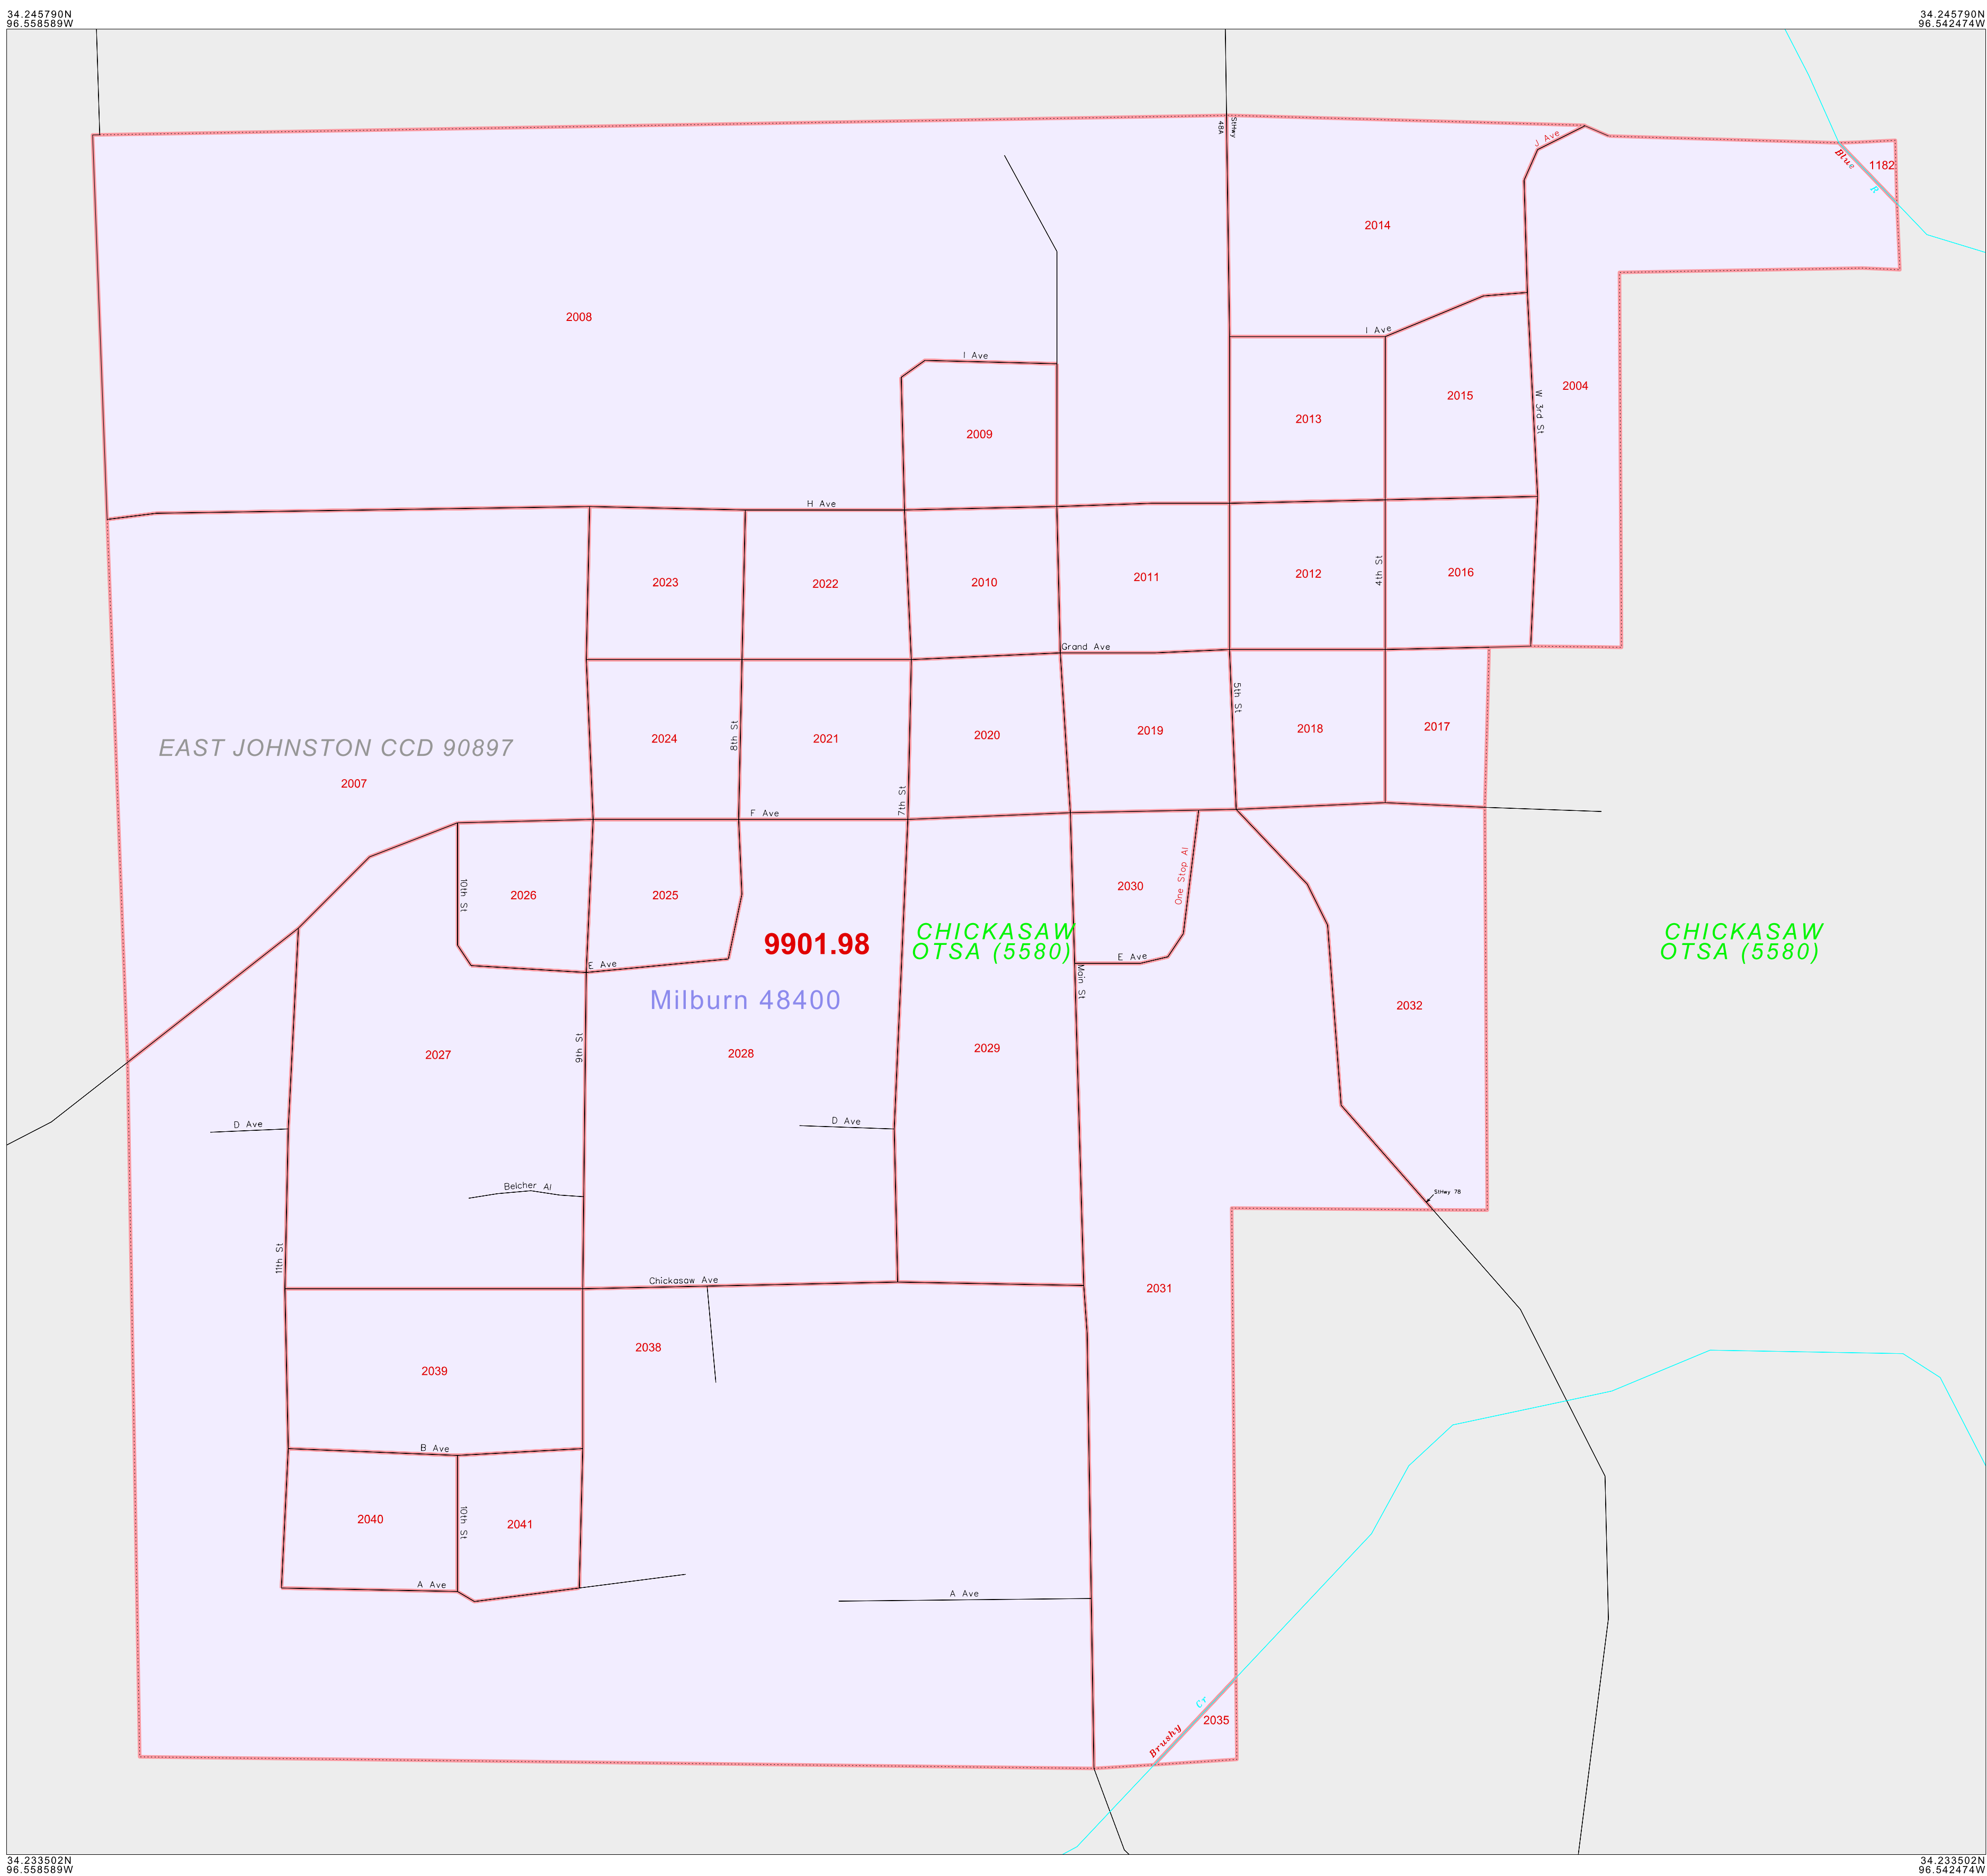 34.245790N
96.558589W
34.245790N
96.542474W
StHwy
48A
J Ave
Blue
R
1182
2014
2008
I Ave
I Ave
2004
2015
W 3rd St
2013
2009
H Ave
2023
2022
2010
2011
2012
4th St
2016
Grand Ave
5th St
2024
8th St
2021
2020
2019
2018
2017
EAST JOHNSTON CCD 90897
2007
7th St
F Ave
10th St
2026
2025
2030
One Stop Al
9901.98
CHICKASAW
OTSA (5580)
CHICKASAW
OTSA (5580)
E Ave
E Ave
Main St
Milburn 48400
2032
2027
9th St
2028
2029
D Ave
D Ave
Belcher Al
StHwy 78
11th St
Chickasaw Ave
2031
2038
2039
B Ave
2040
10th St
2041
A Ave
A Ave
Cr
Brushy
2035
34.233502N
96.558589W
34.233502N
96.542474W